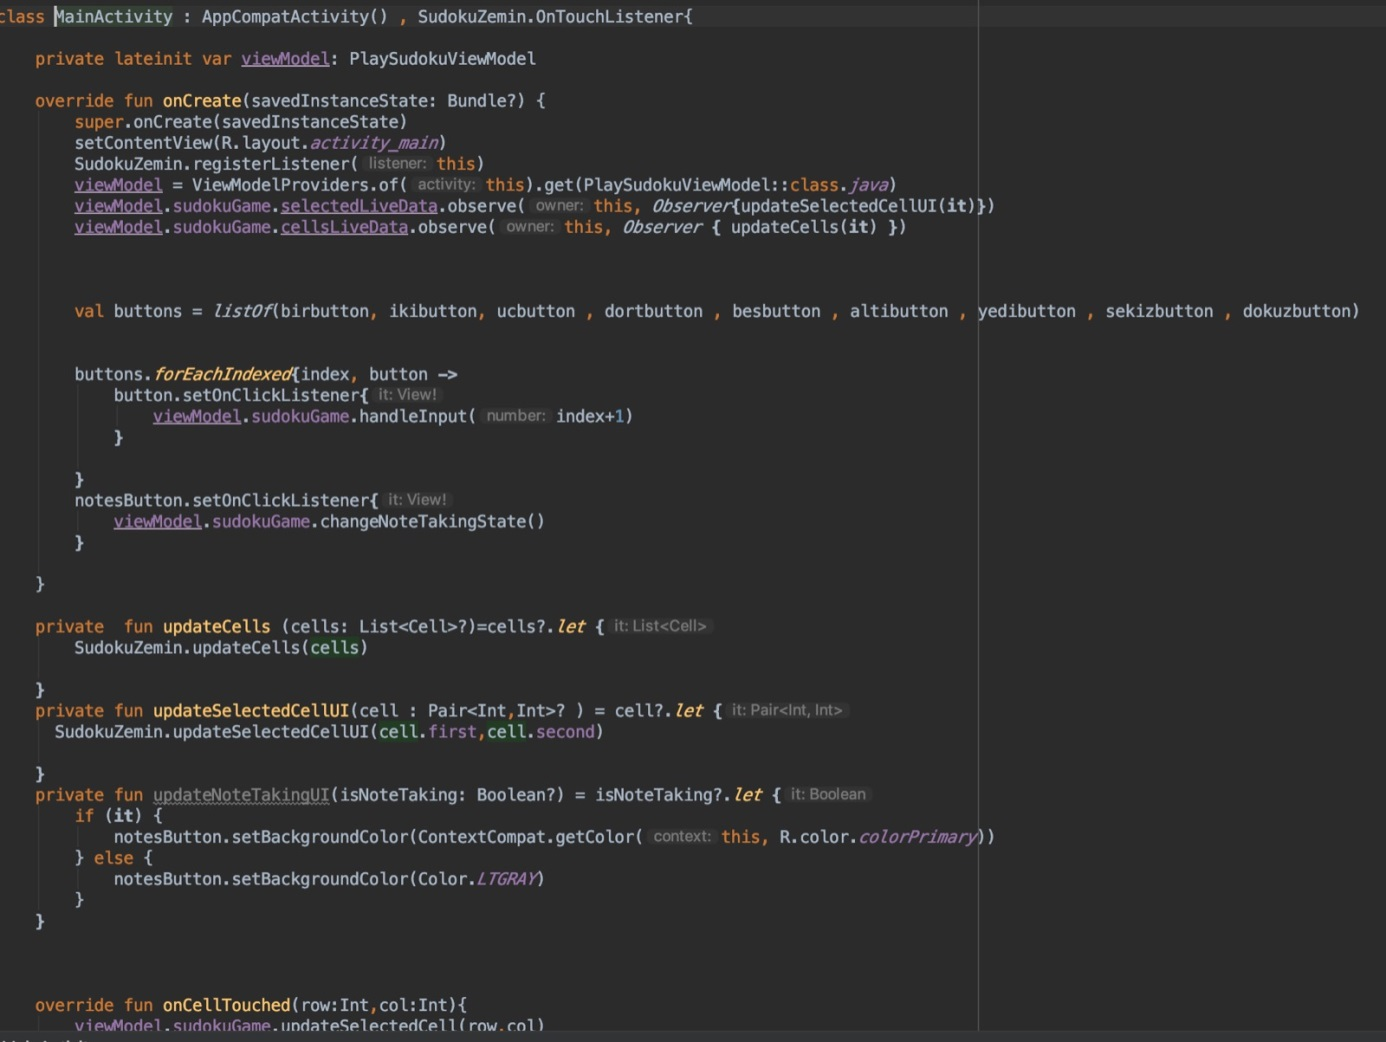 class MainActivity : AppCompatActivity() , SudokuZemin.OnTouchListener{
private lateinit var viewModel: PlaySudokuViewModel
override fun onCreate(savedInstanceState: Bundle?) {
super.onCreate(savedInstanceState)
setContentView(R.layout.activity_main)
SudokuZemin.registerListener( listener: this)
viewModel = ViewModelProviders.of( activity: this).get(PlaySudokuViewModel::class.java)
viewModel.sudokuGame.selectedLiveData.observe( owner: this, Observer{updateSelectedCellUI(it)})
viewModel.sudokuGame.cellsLiveData.observe( owner: this, Observer { updateCells(it) })
val buttons = listOf(birbutton, ikibutton, ucbutton , dortbutton , besbutton , altibutton , yedibutton , sekizbutton , dokuzbutton)
buttons.forEachIndexed{index, button ->
button.setOnClickListener{ it: View!
viewModel.sudokuGame.handleInput( number: index+1)
}
}
notesButton.setOnClickListener{ it: View!
viewModel.sudokuGame.changeNoteTakingState()
}
}
private  fun updateCells (cells: List<Cell>?)=cells?.let { it: List<Cell>
SudokuZemin.updateCells(cells)
}
private fun updateSelectedCellUI(cell : Pair<Int,Int>? ) = cell?.let { it: Pair<Int, Int>
SudokuZemin.updateSelectedCellUI(cell.first,cell.second)
}
private fun updateNoteTakingUI(isNoteTaking: Boolean?) = isNoteTaking?.let { it: Boolean
if (it) {
notesButton.setBackgroundColor(ContextCompat.getColor( context: this, R.color.colorPrimary))
} else {
notesButton.setBackgroundColor(Color.LTGRAY)
}
}
override fun onCellTouched(row:Int,col:Int){
viewModel.sudokuGame.updateSelectedCell(row,col)